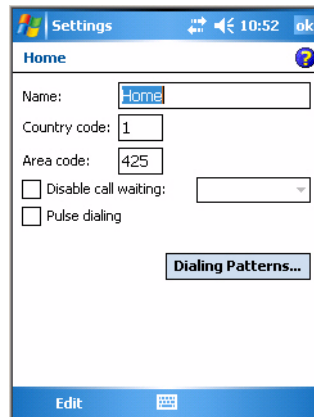 Settings 10:52 ok
Home
Name: Home
Country code: 1
Area code: 425
Disable call waiting:
Pulse dialing
Dialing Patterns...
Edit